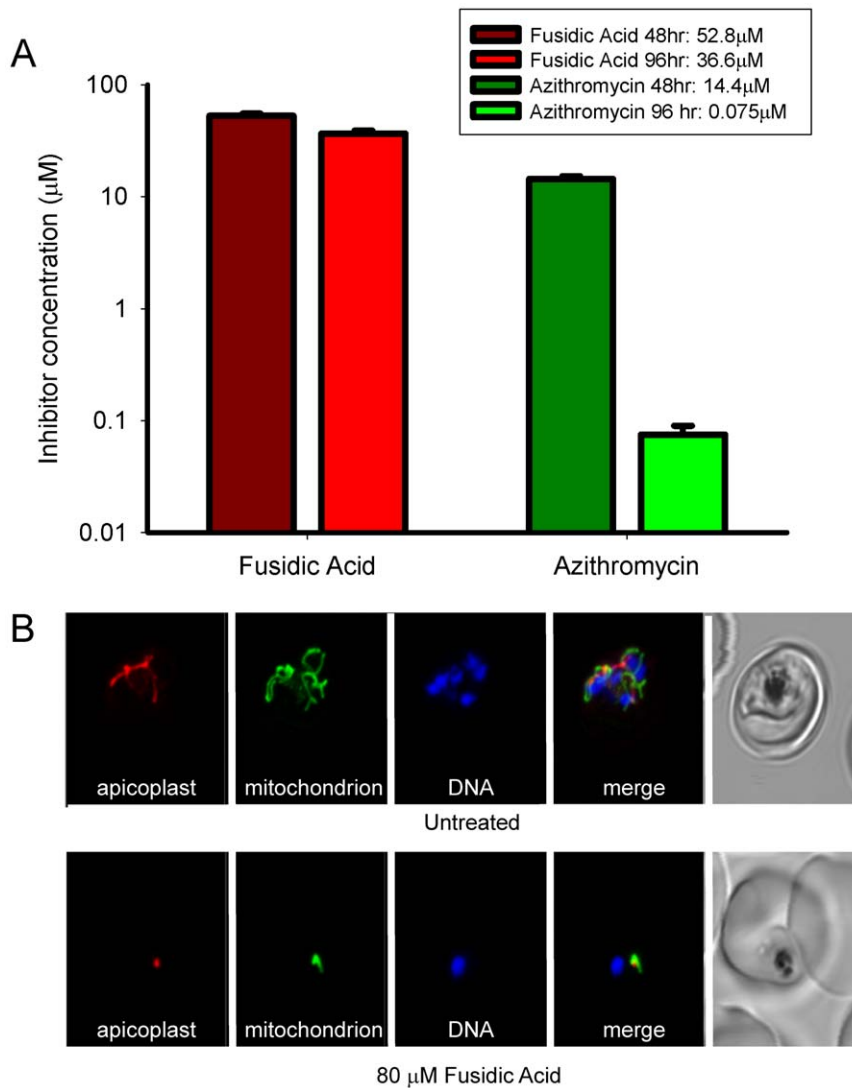 A
Fusidic Acid 48hr: 52.8μM
Fusidic Acid 96hr: 36.6μM
Azithromycin 48hr: 14.4μM
Azithromycin 96 hr: 0.075μM
Inhibitor concentration (μM)
100
10
1
0.1
0.01
Fusidic Acid
Azithromycin
B
apicoplast
mitochondrion
DNA
merge
Untreated
apicoplast
mitochondrion
DNA
merge
80 μM Fusidic Acid